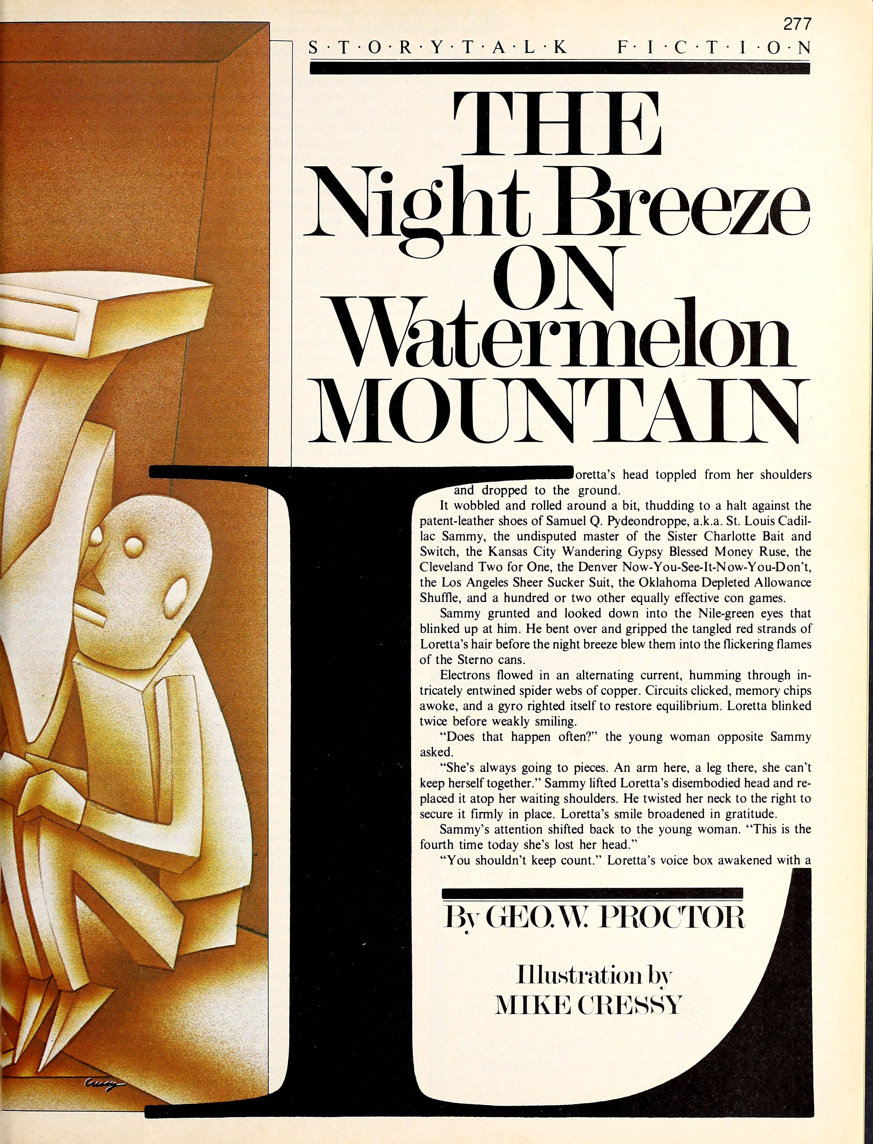 277
S·T·O·R·Y·T·A·L·K F·I·C·T·I·O·N
THE
Night Breeze
ON
Watermelon
MOUNTAIN
Loretta's head toppled from her shoulders
and dropped to the ground.
It wobbled and rolled around a bit, thudding to a halt against the
patent-leather shoes of Samuel Q. Pydeondroppe, a.k.a. St. Louis Cadil-
lac Sammy, the undisputed master of the Sister Charlotte Bait and
Switch, the Kansas City Wandering Gypsy Blessed Money Ruse, the
Cleveland Two for One, the Denver Now-You-See-It-Now-You-Don't,
the Los Angeles Sheer Sucker Suit, the Oklahoma Depleted Allowance
Shuffle, and a hundred or two other equally effective con games.
Sammy grunted and looked down into the Nile-green eyes that
blinked up at him. He bent over and gripped the tangled red strands of
Loretta's hair before the night breeze blew them into the flickering flames
of the Sterno cans.
Electrons flowed in an alternating current, humming through in-
tricately entwined spider webs of copper. Circuits clicked, memory chips
awoke, and a gyro righted itself to restore equilibrium. Loretta blinked
twice before weakly smiling.
"Does that happen often?" the young woman opposite Sammy
asked.
"She's always going to pieces. An arm here, a leg there, she can't
keep herself together." Sammy lifted Loretta's disembodied head and re-
placed it atop her waiting shoulders. He twisted her neck to the right to
secure it firmly in place. Loretta's smile broadened in gratitude.
Sammy's attention shifted back to the young woman. "This is the
fourth time today she's lost her head."
"You shouldn't keep count." Loretta's voice box awakened with a
By GEO. W. PROCTOR
Illustration by
MIKE CRESSY
Cressy